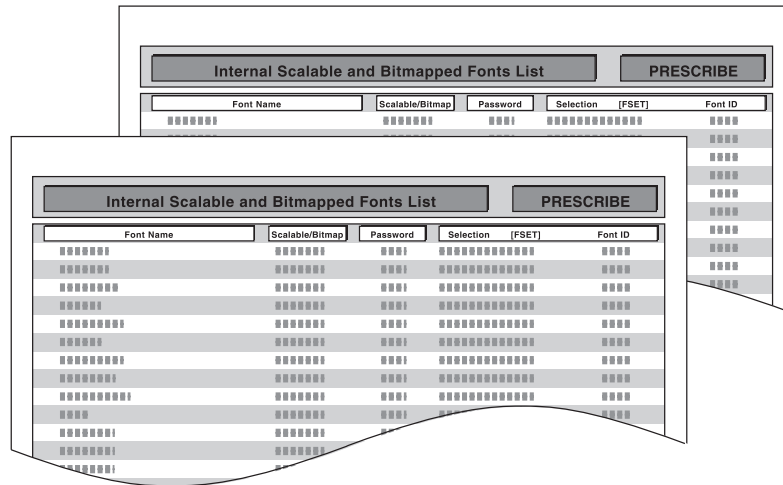 Internal Scalable and Bitmapped Fonts List PRESCRIBE
Font Name Scalable/Bitmap Password Selection [FSET] Font ID
Internal Scalable and Bitmapped Fonts List PRESCRIBE
Font Name Scalable/Bitmap Password Selection [FSET] Font ID